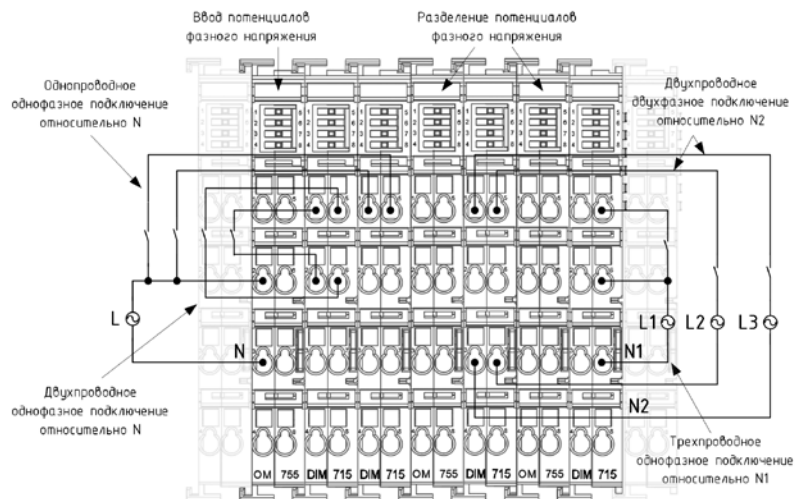 Ввод потенциалов
фазного напряжения
Разделение потенциалов
фазного напряжения
Однопроводное
однофазное подключение
относительно N
Двухпроводное
двухфазное подключение
относительно N2
L
N
N1
L1
L2
L3
N2
Двухпроводное
однофазное подключение
относительно N
Трехпроводное
однофазное подключение
относительно N1
OM 755 DIM 715 DIM 715 OM 755 DIM 715 OM 755 DIM 715